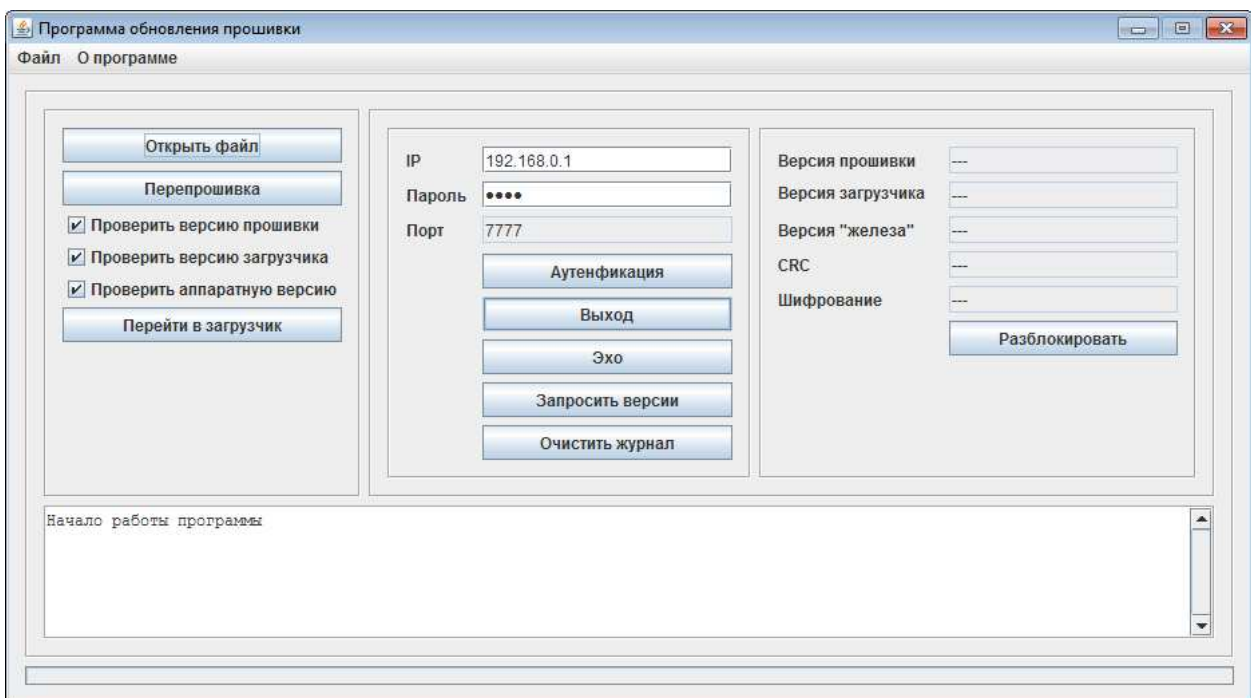 Программа обновления прошивки
Файл О программе
Открыть файл
Перепрошивка
Проверить версию прошивки
Проверить версию загрузчика
Проверить аппаратную версию
Перейти в загрузчик
IP 192.168.0.1
Пароль ••••
Порт 7777
Аутенфикация
Выход
Эхо
Запросить версии
Очистить журнал
Версия прошивки ---
Версия загрузчика ---
Версия "железа" ---
CRC ---
Шифрование ---
Разблокировать
Начало работы программы